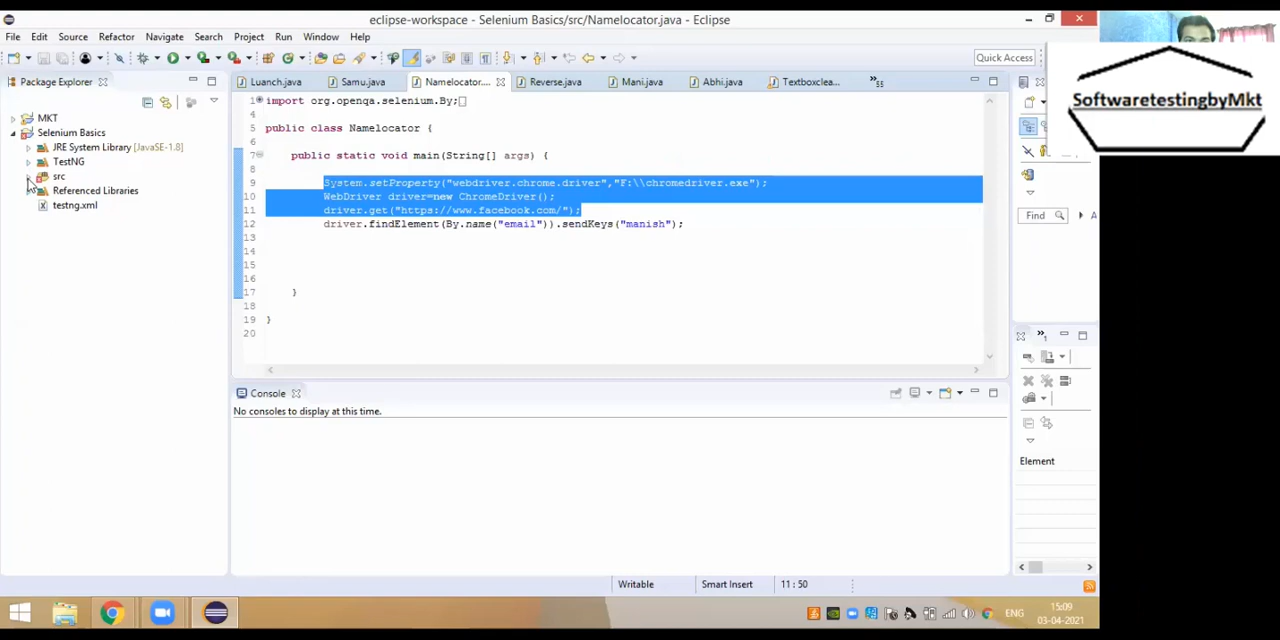 eclipse-workspace - Selenium Basics/src/Namelocator.java - Eclipse
File Edit Source Refactor Navigate Search Project Run Window Help
Quick Access
SoftwaretestingbyMkt
Package Explorer
Luanch.java Samu.java Namelocator.... Reverse.java Mani.java Abhi.java Textboxclea... »55
MKT
Selenium Basics
JRE System Library [JavaSE-1.8]
TestNG
src
Referenced Libraries
testng.xml
1 import org.openqa.selenium.By;
4
5 public class Namelocator {
6
7 public static void main(String[] args) {
8
9 System.setProperty("webdriver.chrome.driver","F:\\chromedriver.exe");
10 WebDriver driver=new ChromeDriver();
11 driver.get("https://www.facebook.com/");
12 driver.findElement(By.name("email")).sendKeys("manish");
13
14
15
16
17 }
18
19 }
20
Find A
»1
Console
No consoles to display at this time.
Element
Writable Smart Insert 11 : 50
ENG
15:09
03-04-2021